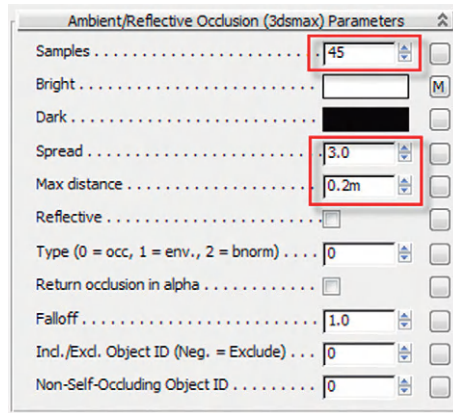 Ambient/Reflective Occlusion (3dsmax) Parameters
Samples . . . . . . . . . . . . . . . . . . . . . . . . 45
Bright . . . . . . . . . . . . . . . . . . . . . . . . . . M
Dark . . . . . . . . . . . . . . . . . . . . . . . . . . .
Spread . . . . . . . . . . . . . . . . . . . . . . . . . 3.0
Max distance . . . . . . . . . . . . . . . . . . . . 0.2m
Reflective . . . . . . . . . . . . . . . . . . . . . . .
Type (0 = occ, 1 = env., 2 = bnorm) . . . . 0
Return occlusion in alpha . . . . . . . . . . . .
Falloff . . . . . . . . . . . . . . . . . . . . . . . . . . 1.0
Incl./Excl. Object ID (Neg. = Exclude) . . . 0
Non-Self-Occluding Object ID . . . . . . . . . 0